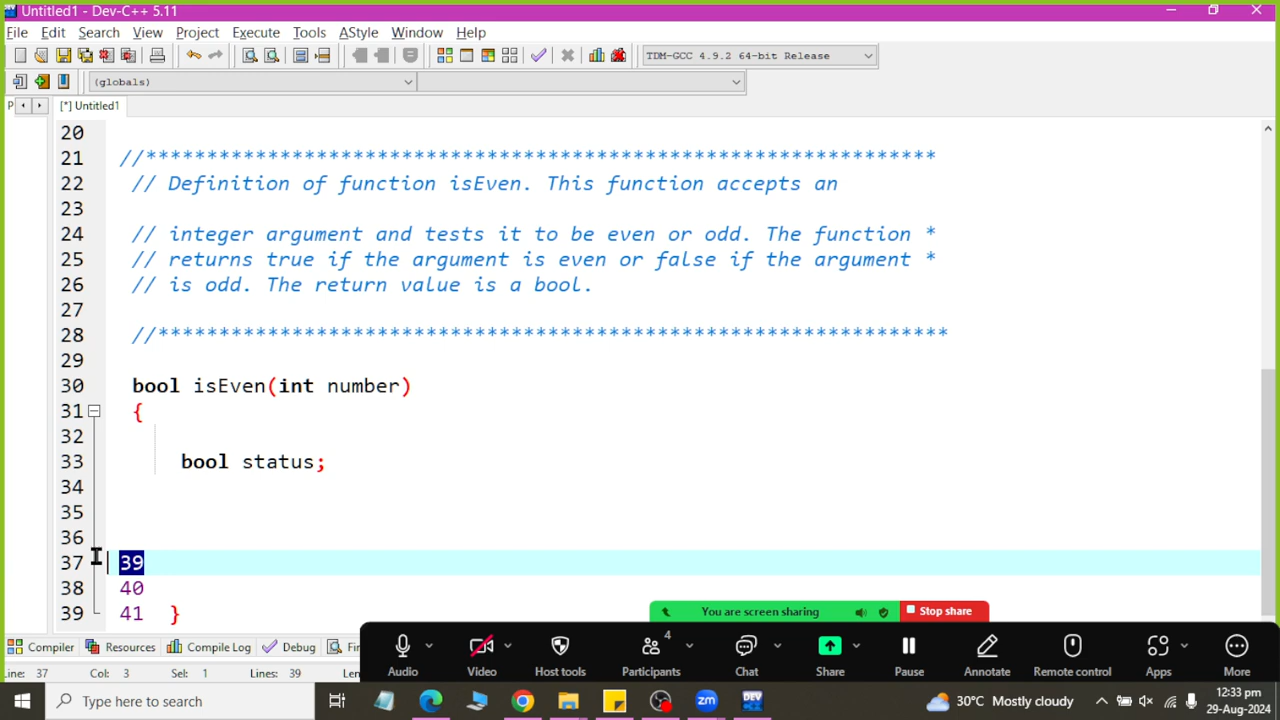 Untitled1 - Dev-C++ 5.11
File Edit Search View Project Execute Tools AStyle Window Help
TDM-GCC 4.9.2 64-bit Release
(globals)
P [*] Untitled1
20
21 //*****************************************************************
22 // Definition of function isEven. This function accepts an
23
24 // integer argument and tests it to be even or odd. The function *
25 // returns true if the argument is even or false if the argument *
26 // is odd. The return value is a bool.
27
28 //*****************************************************************
29
30 bool isEven(int number)
31 {
32
33 bool status;
34
35
36
37 39
38 40
39 41 }
You are screen sharing Stop share
Compiler Resources Compile Log Debug Fin
Line: 37 Col: 3 Sel: 1 Lines: 39 Len
4
Audio Video Host tools Participants Chat Share Pause Annotate Remote control Apps More
Type here to search
zm DEV
30°C Mostly cloudy
12:33 pm
29-Aug-2024